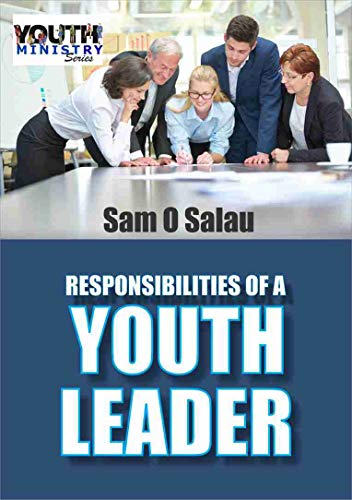 YOUTH
MINISTRY
Series
Sam O Salau
RESPONSIBILITIES OF A
YOUTH
LEADER